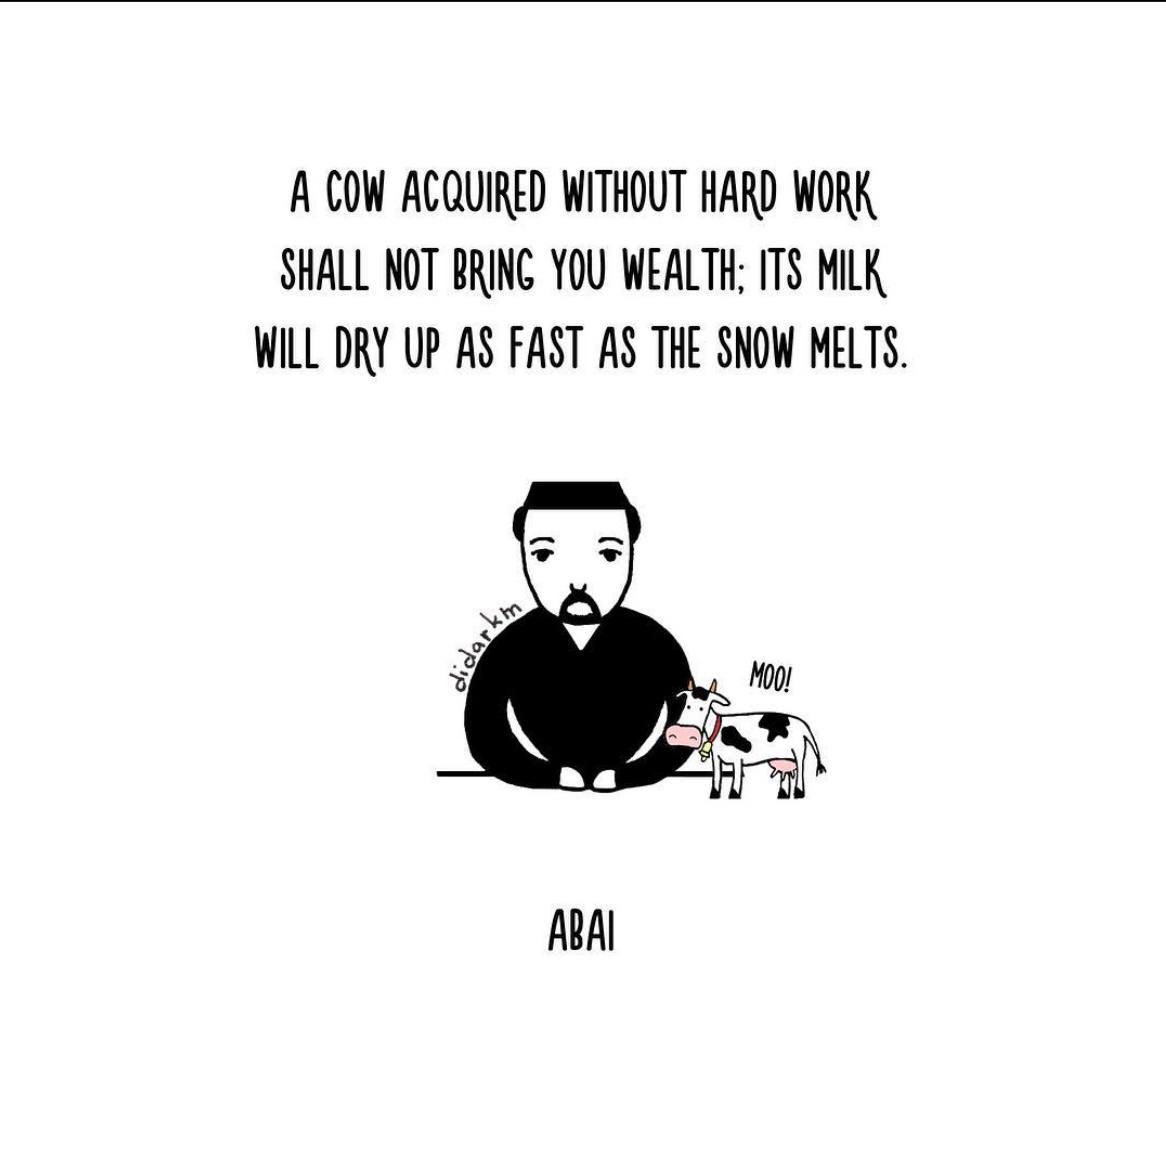 A COW ACQUIRED WITHOUT HARD WORK
SHALL NOT BRING YOU WEALTH; ITS MILK
WILL DRY UP AS FAST AS THE SNOW MELTS.
didarkm
MOO!
ABAI